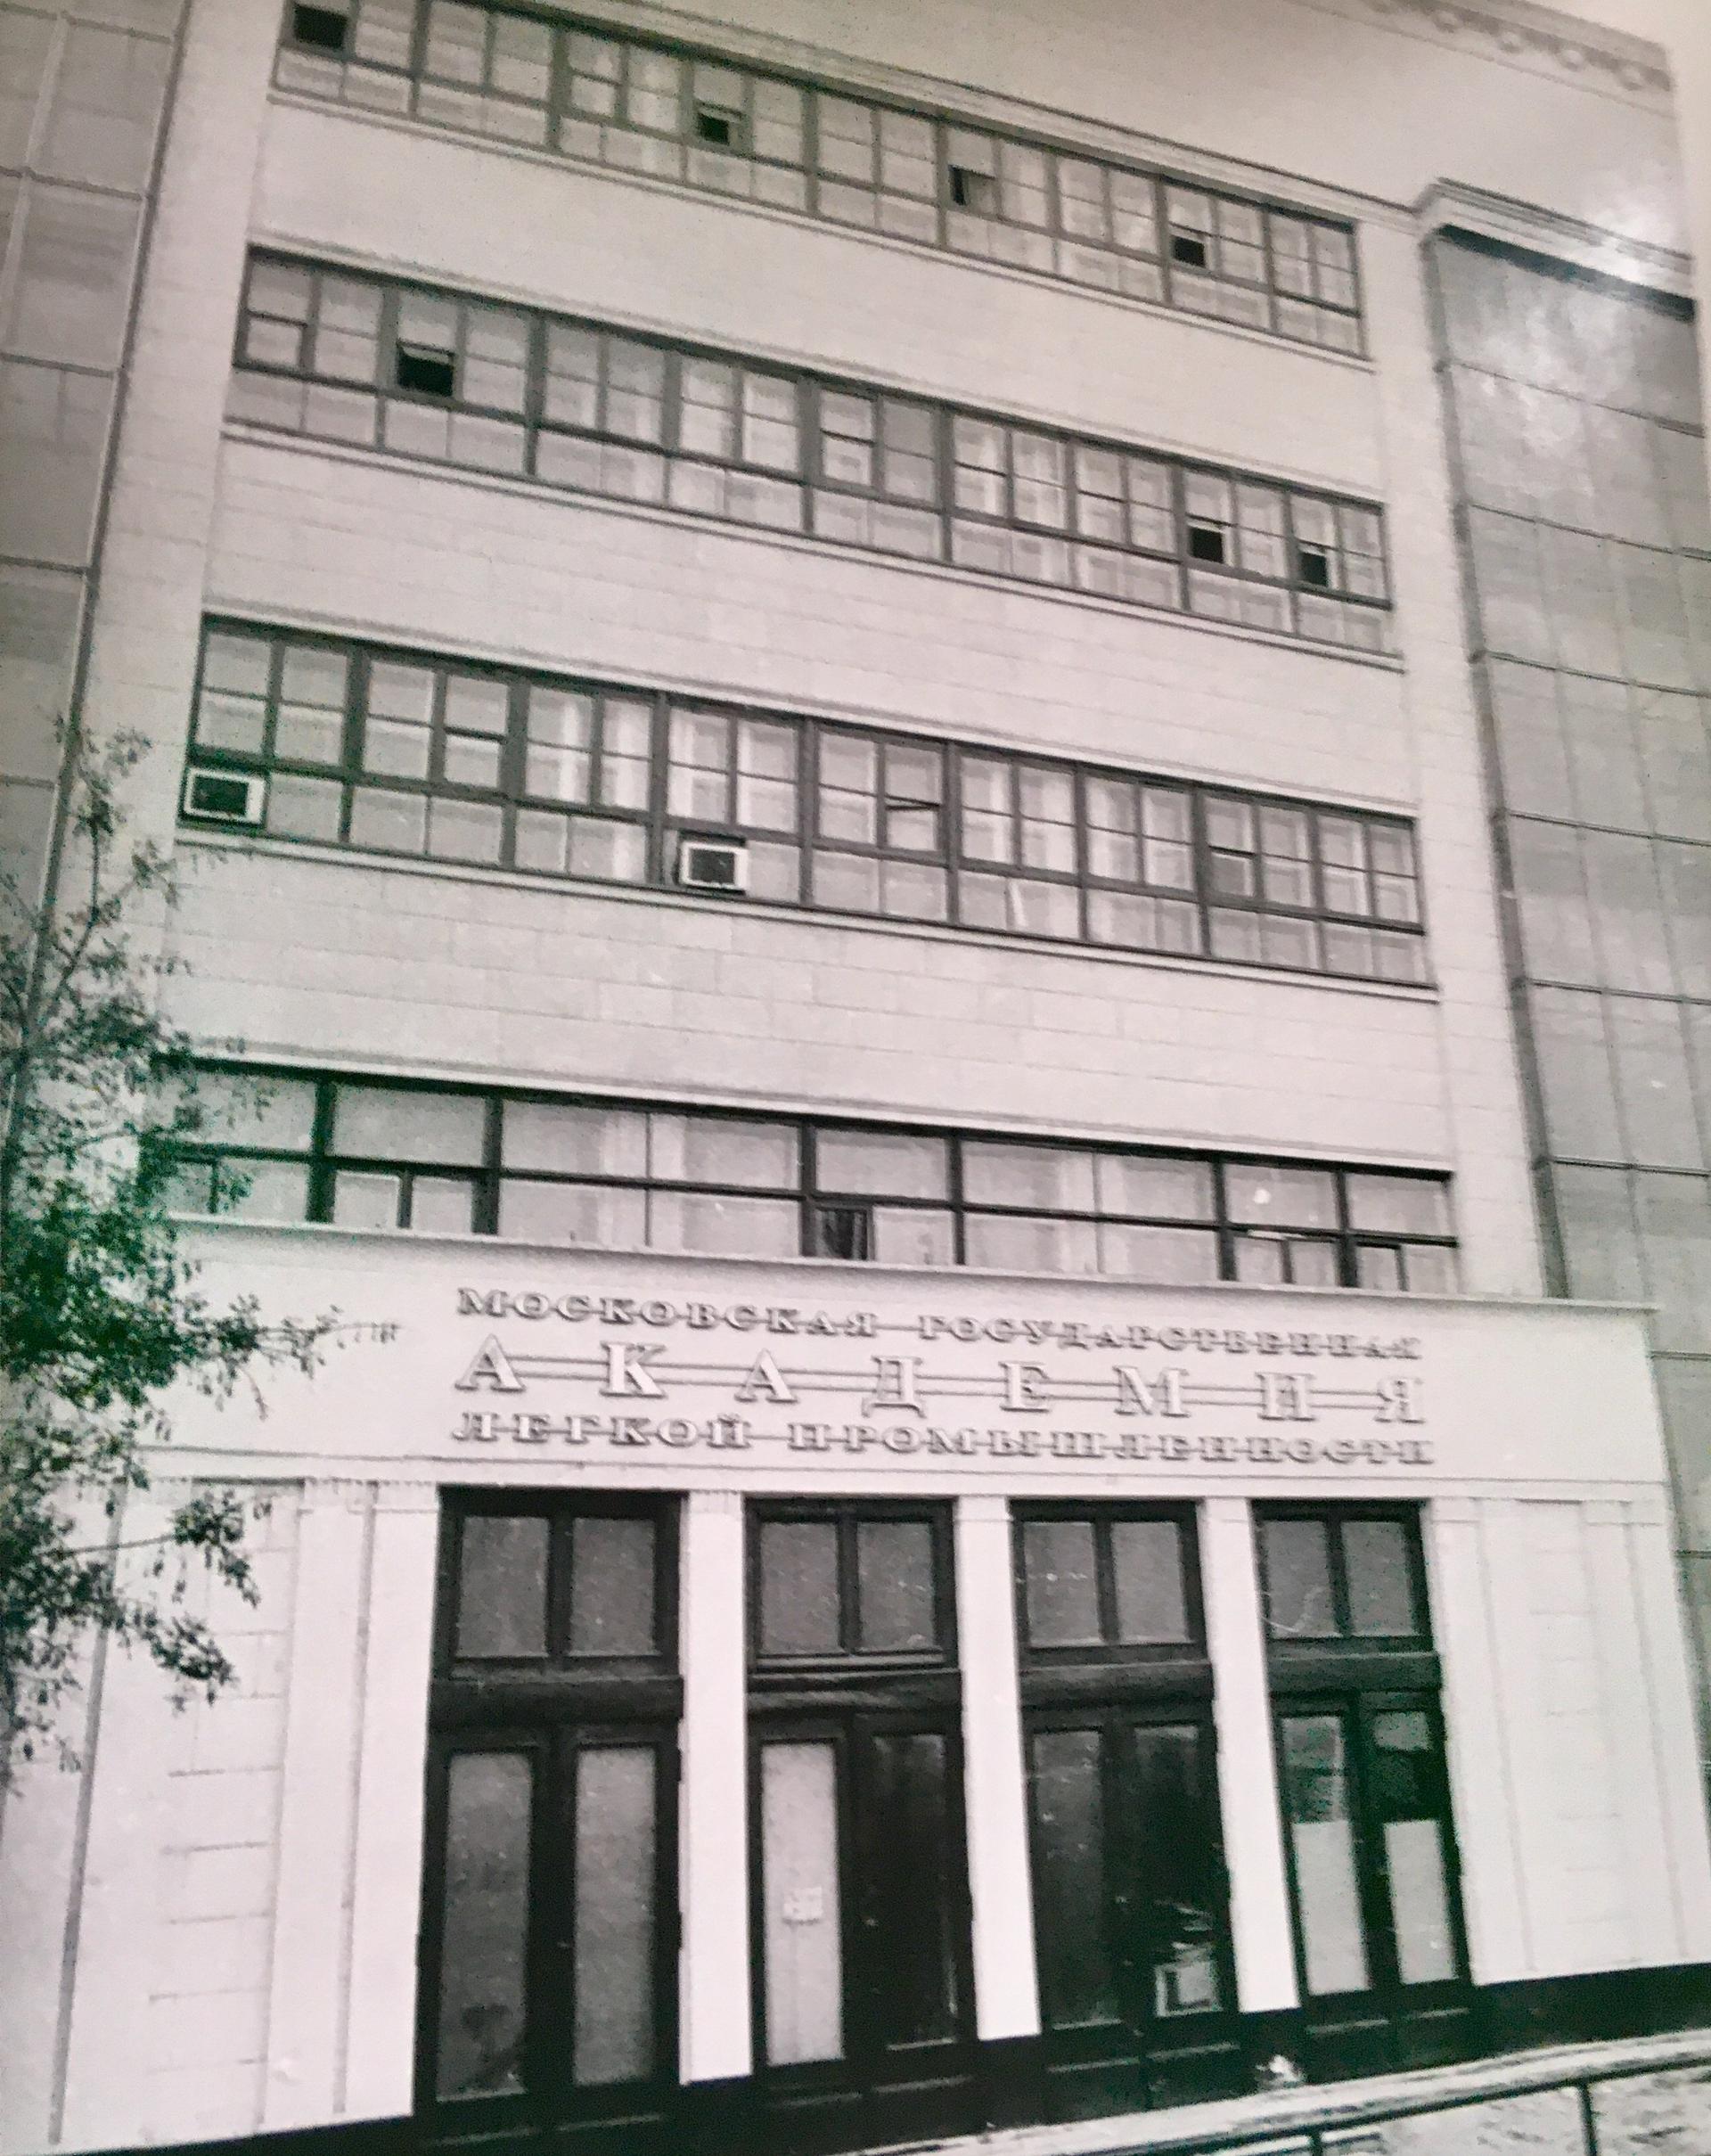 МОСКОВСКАЯ ГОСУДАРСТВЕННАЯ
АКАДЕМИЯ
ЛЕГКОЙ ПРОМЫШЛЕННОСТИ